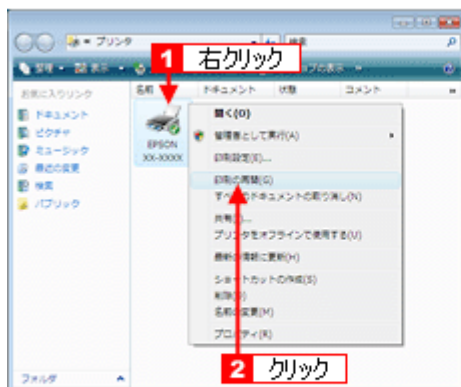 プリンタ
検索
1 右クリック
お気に入りリンク
名前 ドキュメント 状態 コメント
ドキュメント
ピクチャ
ミュージック
最近の変更
検索
パブリック
EPSON
XX-XXXX
開く(O)
管理者として実行(A)
印刷設定(E)...
印刷の再開(G)
すべてのドキュメントの取り消し(N)
共有(S)...
プリンタをオフラインで使用する(U)
最新の情報に更新(H)
ショートカットの作成(S)
削除(D)
名前の変更(M)
プロパティ(R)
2 クリック
フォルダ